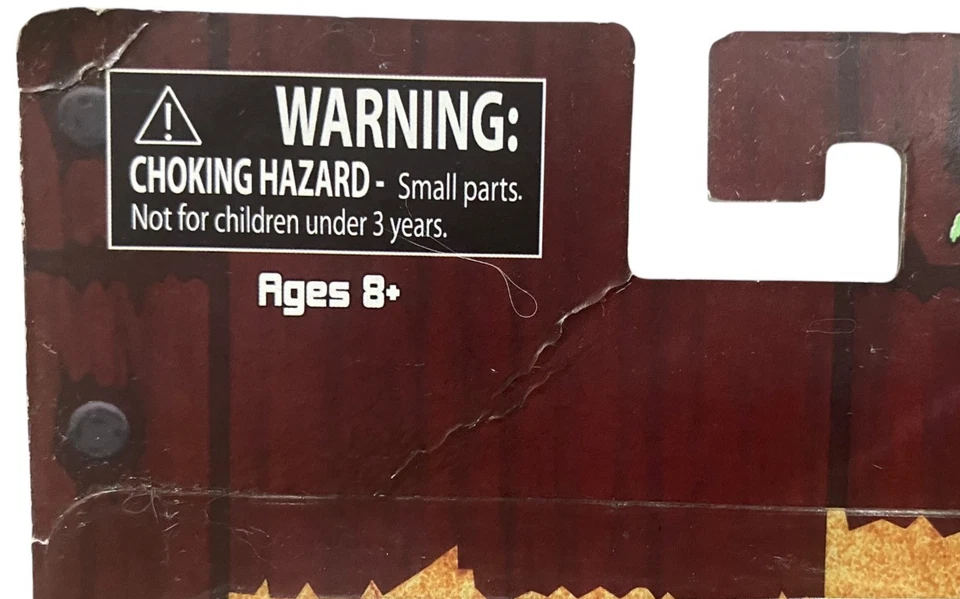 WARNING:
CHOKING HAZARD - Small parts.
Not for children under 3 years.
Ages 8+